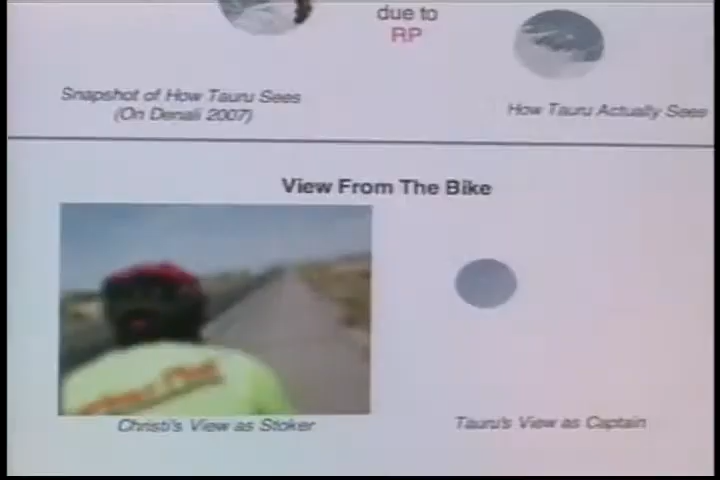 due to
RP
Snapshot of How Tauru Sees
(On Denali 2007)
How Tauru Actually Sees
View From The Bike
Christi's View as Stoker
Tauru's View as Captain